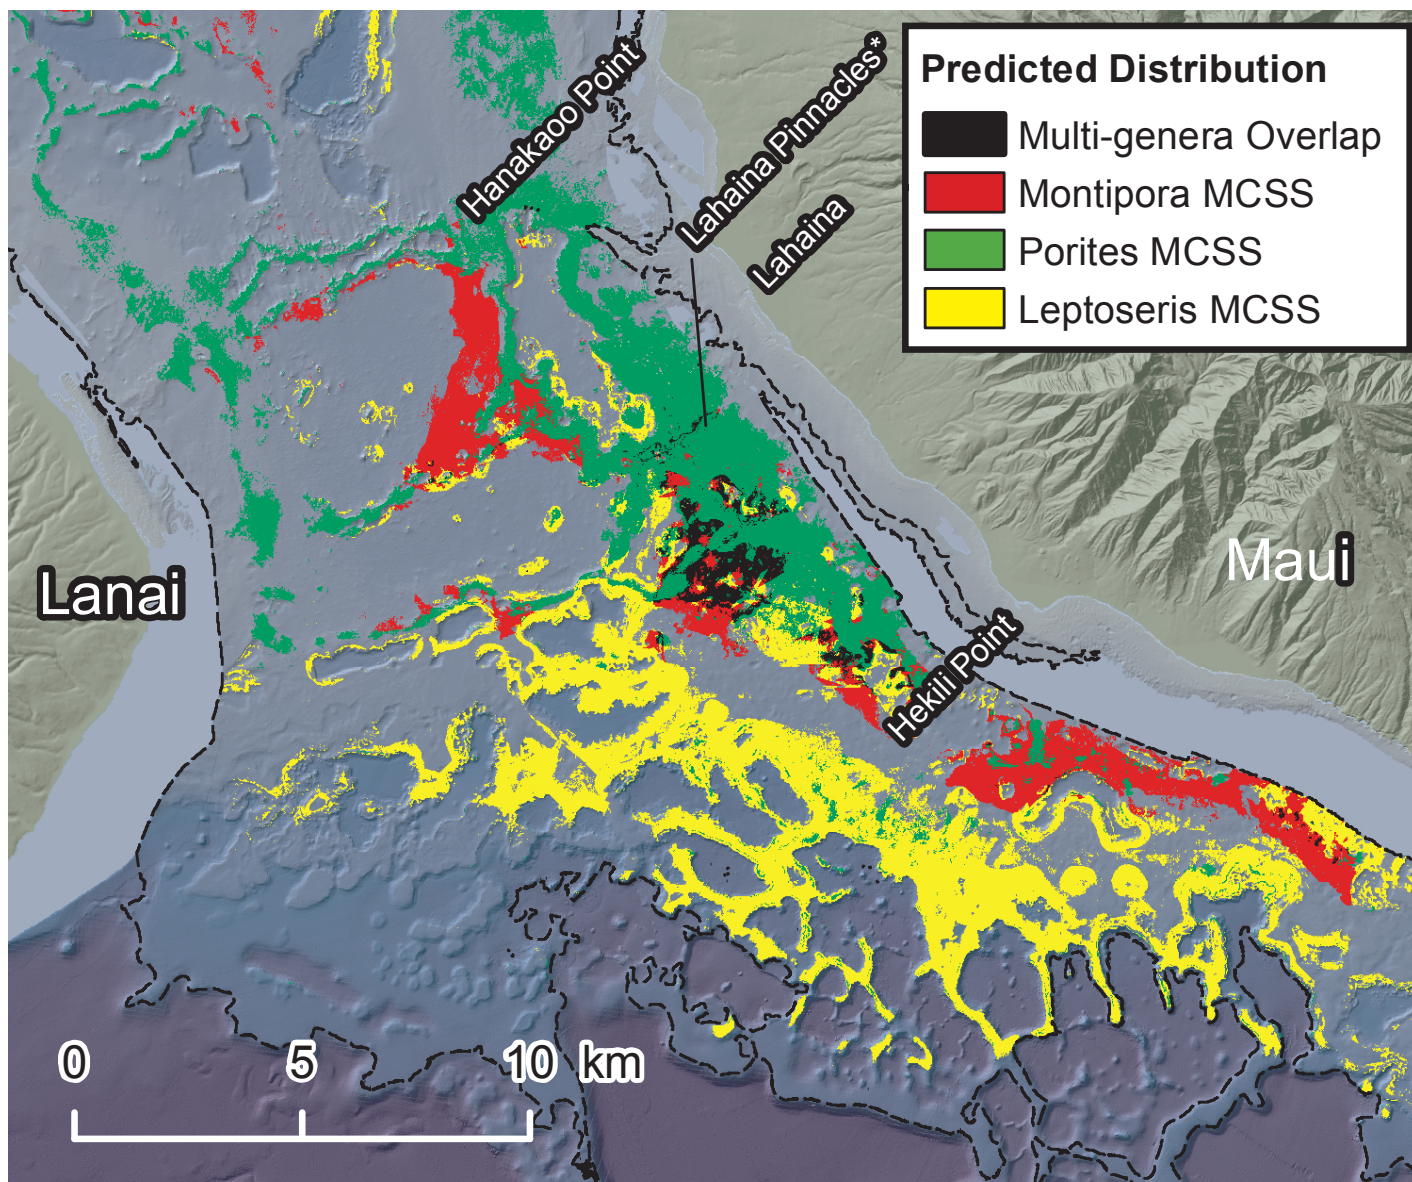 Predicted Distribution
Multi-genera Overlap
Montipora MCSS
Porites MCSS
Leptoseris MCSS
Hanakaoo Point
Lahaina Pinnacles*
Lahaina
Maui
Lanai
Hekili Point
0 5 10 km